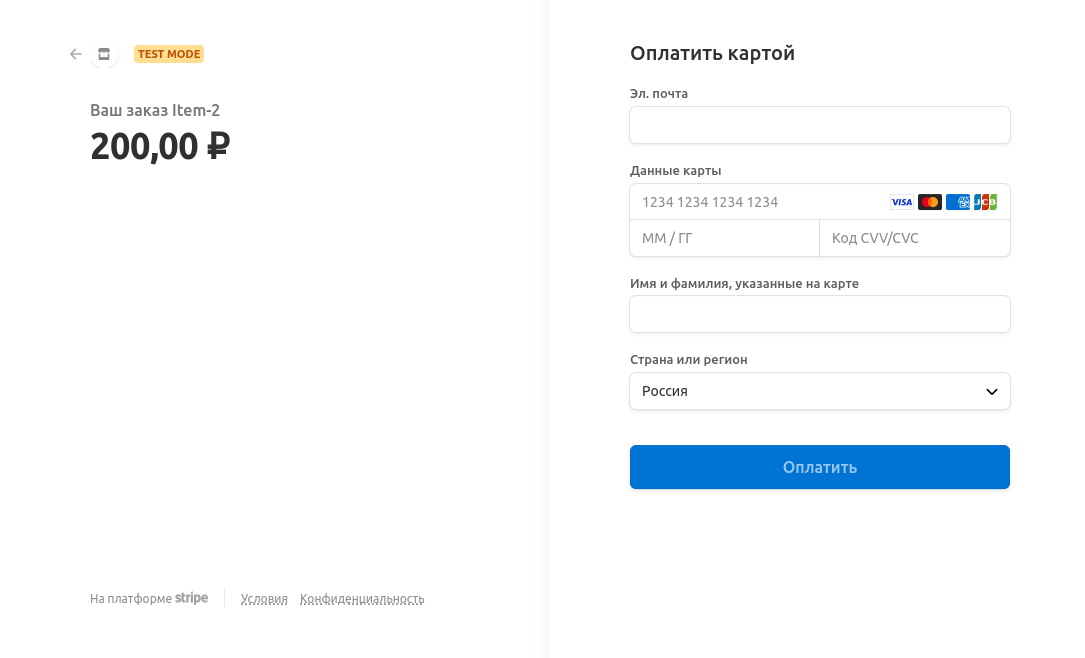 TEST MODE
Ваш заказ Item-2
200,00 ₽
На платформе stripe
Условия
Конфиденциальность
Оплатить картой
Эл. почта
Данные карты
1234 1234 1234 1234
VISA
JCB
ММ / ГГ
Код CVV/CVC
Имя и фамилия, указанные на карте
Страна или регион
Россия
Оплатить